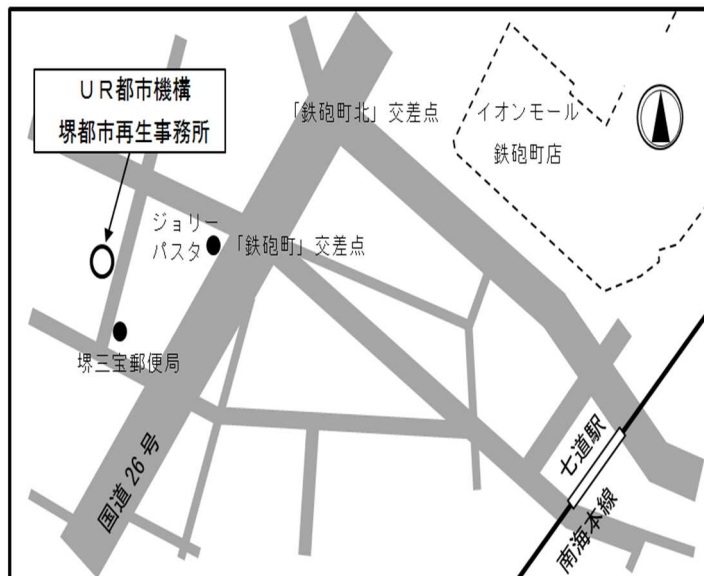 UR都市機構
堺都市再生事務所
「鉄砲町北」交差点
イオンモール
鉄砲町店
ジョリー
パスタ
「鉄砲町」交差点
堺三宝郵便局
国道26号
七道駅
南海本線